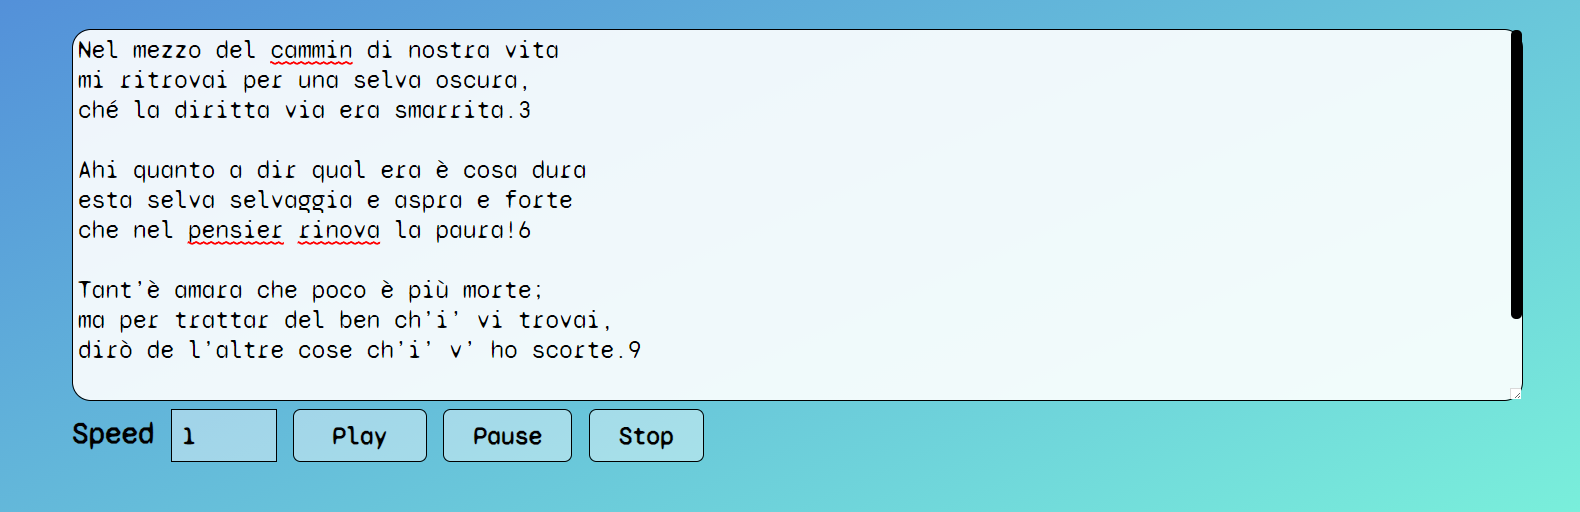 Nel mezzo del cammin di nostra vita
mi ritrovai per una selva oscura,
ché la diritta via era smarrita.3
Ahi quanto a dir qual era è cosa dura
esta selva selvaggia e aspra e forte
che nel pensier rinova la paura!6
Tant'è amara che poco è più morte;
ma per trattar del ben ch'i' vi trovai,
dirò de l'altre cose ch'i' v' ho scorte.9
Speed 1 Play Pause Stop